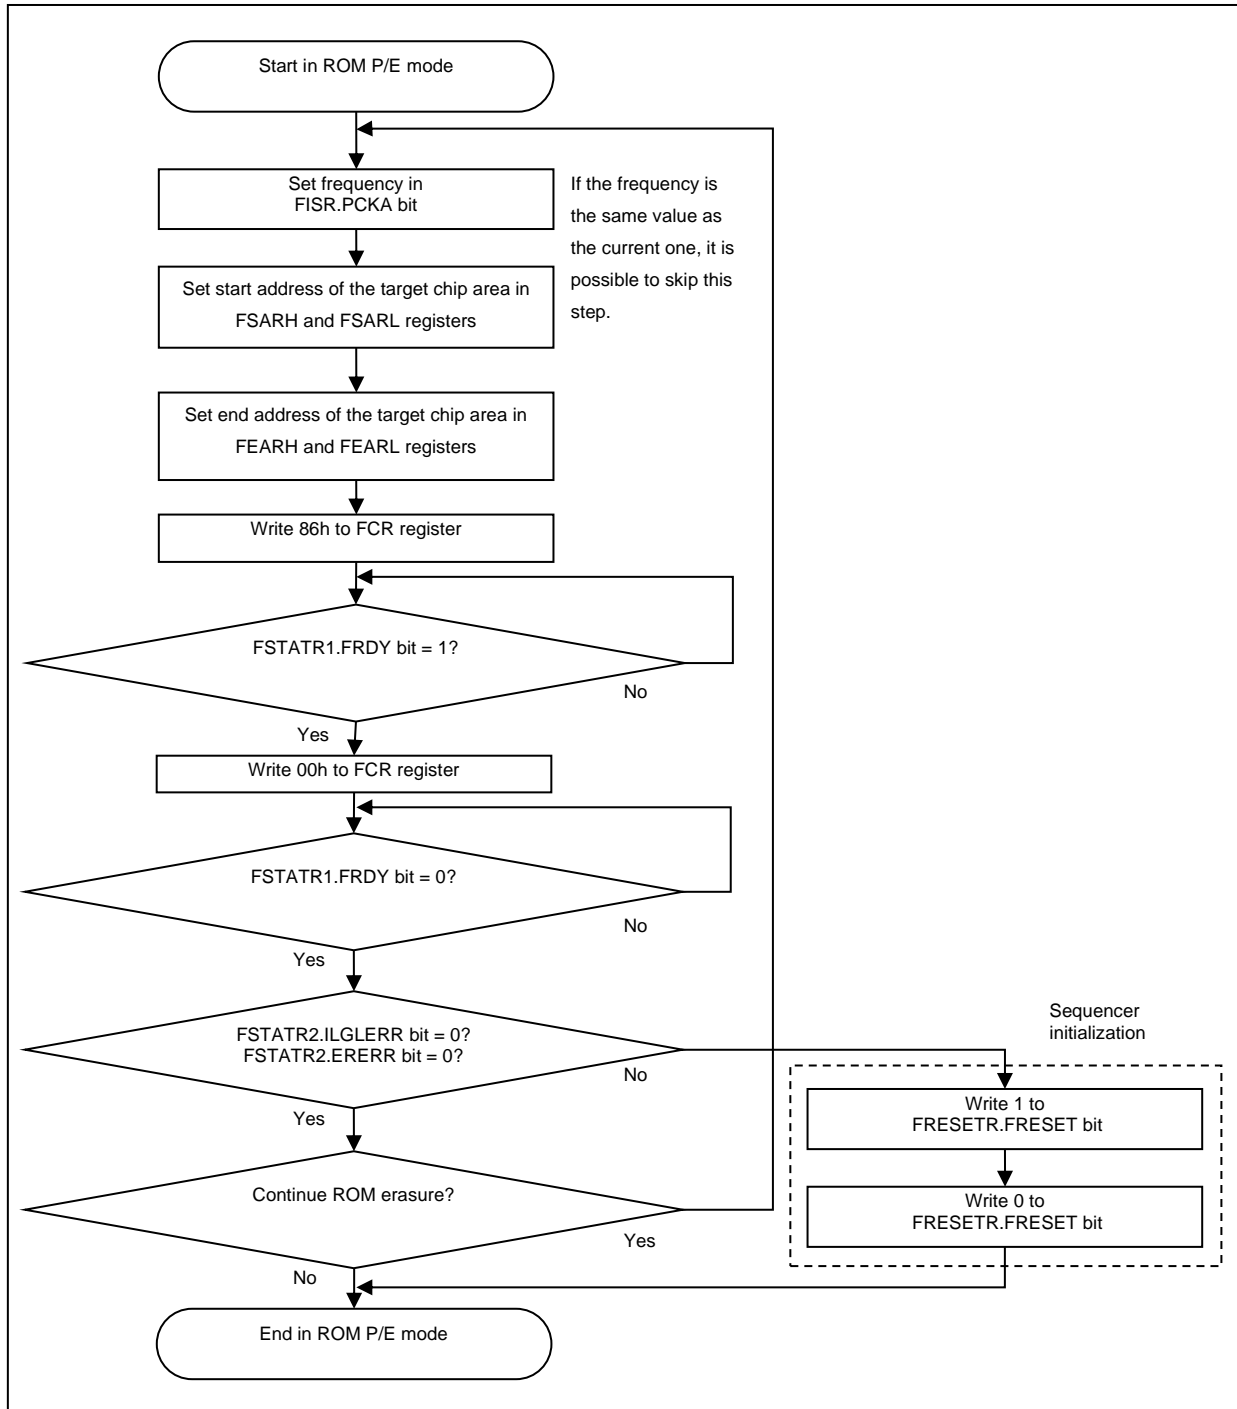 Start in ROM P/E mode
Set frequency in
FISR.PCKA bit
If the frequency is
the same value as
the current one, it is
possible to skip this
step.
Set start address of the target chip area in
FSARH and FSARL registers
Set end address of the target chip area in
FEARH and FEARL registers
Write 86h to FCR register
FSTATR1.FRDY bit = 1?
No
Yes
Write 00h to FCR register
FSTATR1.FRDY bit = 0?
No
Yes
FSTATR2.ILGLERR bit = 0?
FSTATR2.ERERR bit = 0?
No
Yes
Sequencer
initialization
Write 1 to
FRESETR.FRESET bit
Write 0 to
FRESETR.FRESET bit
Continue ROM erasure?
Yes
No
End in ROM P/E mode